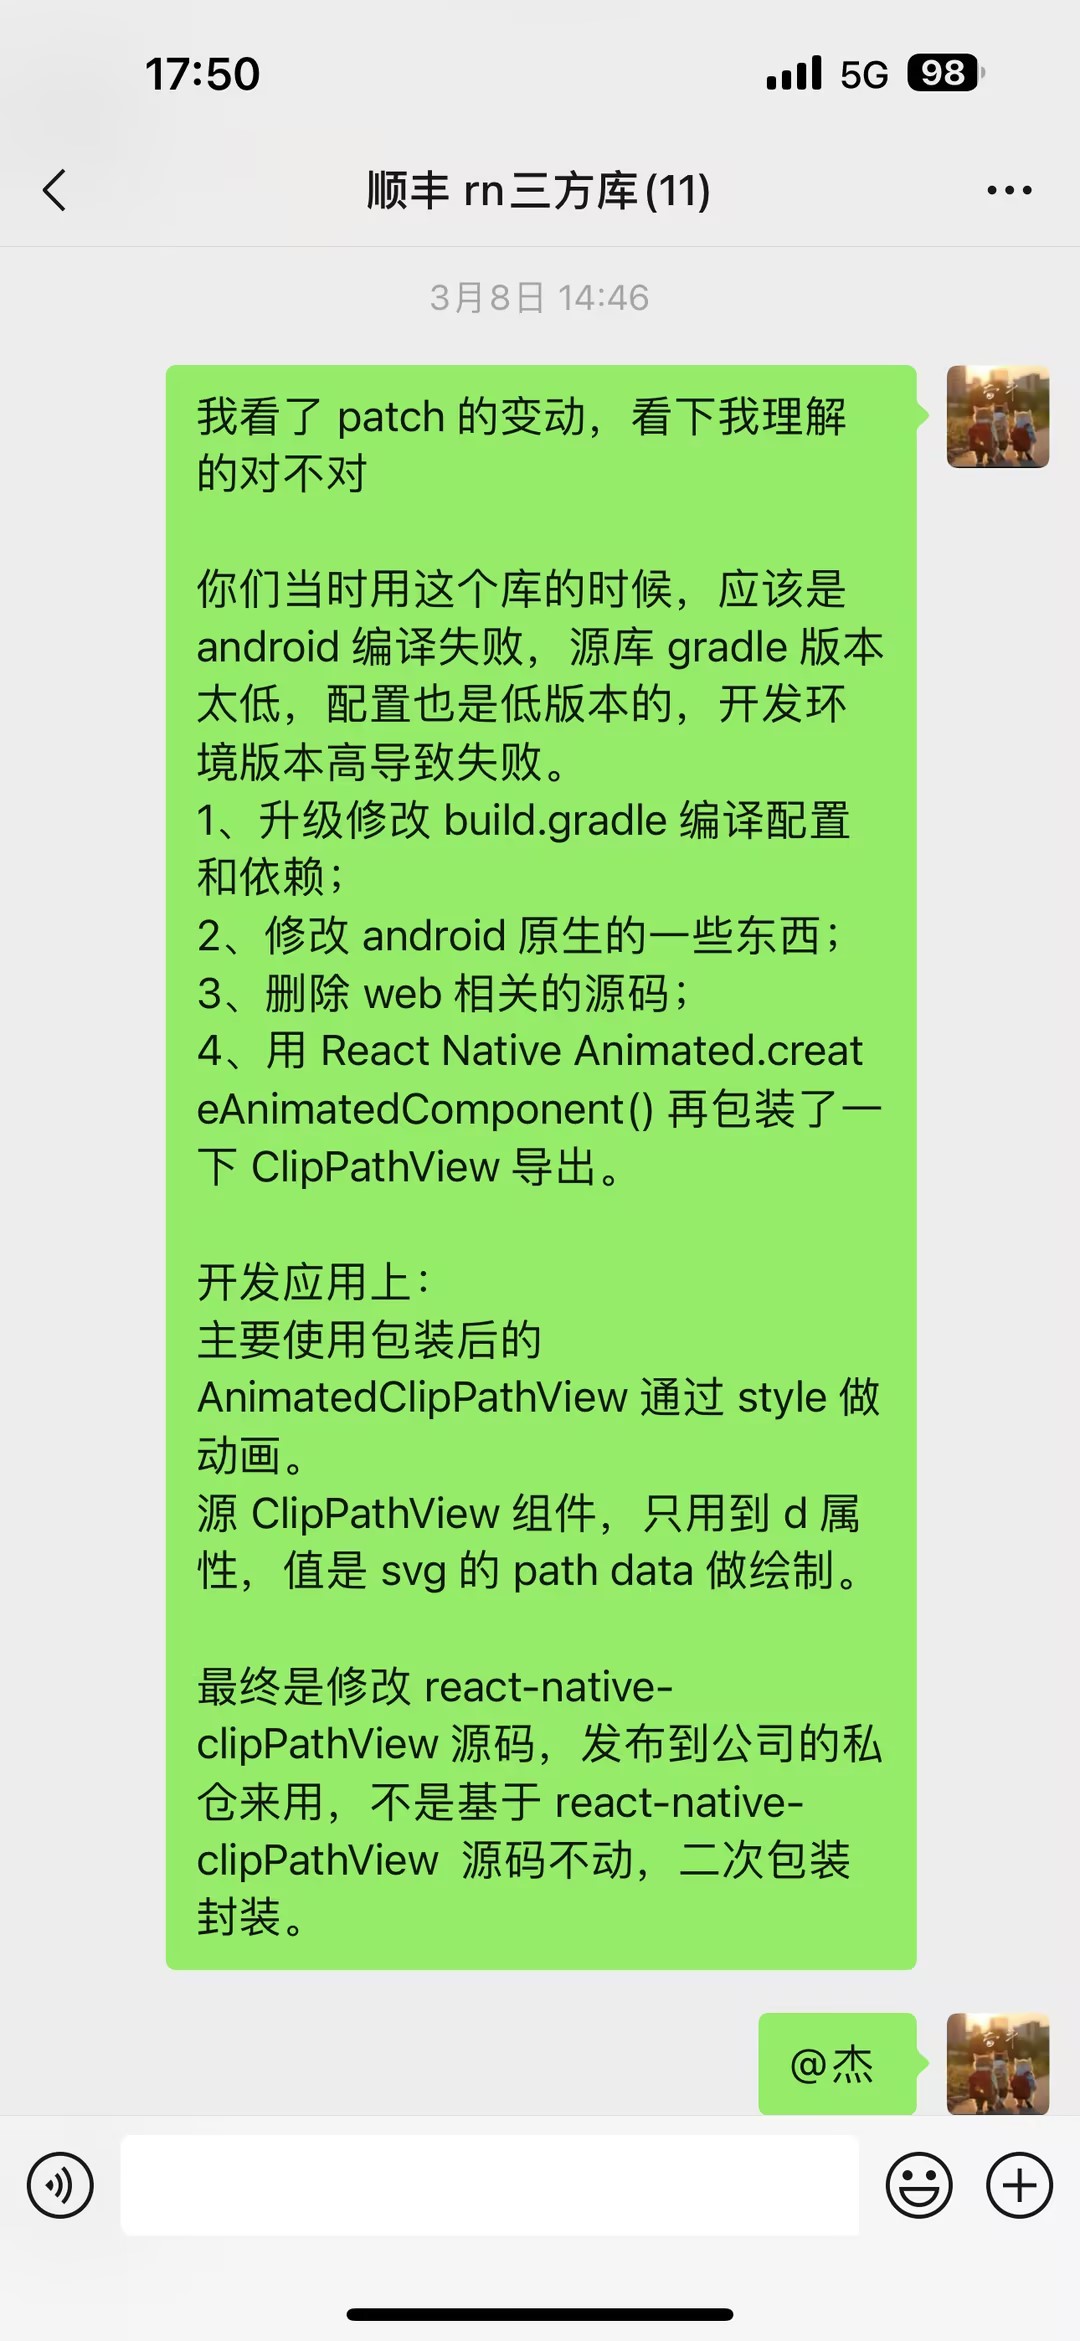 17:50
5G 98
顺丰 rn三方库(11)
3月8日 14:46
我看了 patch 的变动，看下我理解
的对不对
你们当时用这个库的时候，应该是
android 编译失败，源库 gradle 版本
太低，配置也是低版本的，开发环
境版本高导致失败。
1、升级修改 build.gradle 编译配置
和依赖；
2、修改 android 原生的一些东西；
3、删除 web 相关的源码；
4、用 React Native Animated.creat
eAnimatedComponent() 再包装了一
下 ClipPathView 导出。
开发应用上：
主要使用包装后的
AnimatedClipPathView 通过 style 做
动画。
源 ClipPathView 组件，只用到 d 属
性，值是 svg 的 path data 做绘制。
最终是修改 react-native-
clipPathView 源码，发布到公司的私
仓来用，不是基于 react-native-
clipPathView 源码不动，二次包装
封装。
@杰